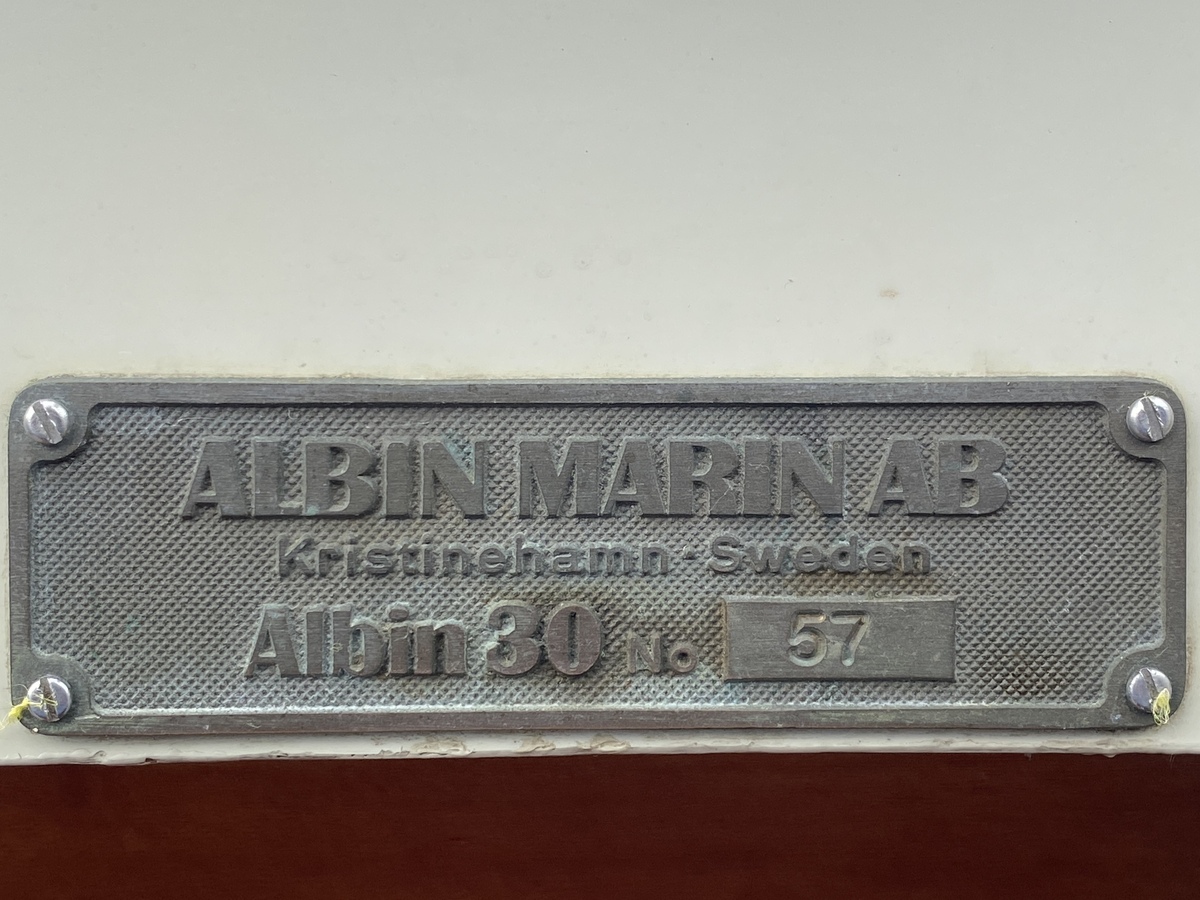 ALBIN MARIN AB
Kristinehamn · Sweden
Albin 30 No 57